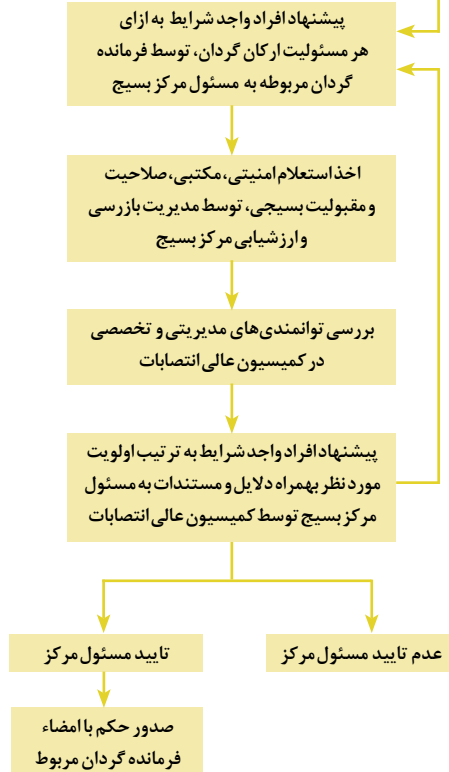 پیشنهاد افراد واجد شرایط به ازای
هر مسئولیت ارکان گردان، توسط فرمانده
گردان مربوطه به مسئول مرکز بسیج
اخذ استعلام امنیتی، مکتبی، صلاحیت
و مقبولیت بسیجی، توسط مدیریت بازرسی
و ارزشیابی مرکز بسیج
بررسی توانمندی‌های مدیریتی و تخصصی
در کمیسیون عالی انتصابات
پیشنهاد افراد واجد شرایط به ترتیب اولویت
مورد نظر بهمراه دلایل و مستندات به مسئول
مرکز بسیج توسط کمیسیون عالی انتصابات
عدم تایید مسئول مرکز
تایید مسئول مرکز
صدور حکم با امضاء
فرمانده گردان مربوط